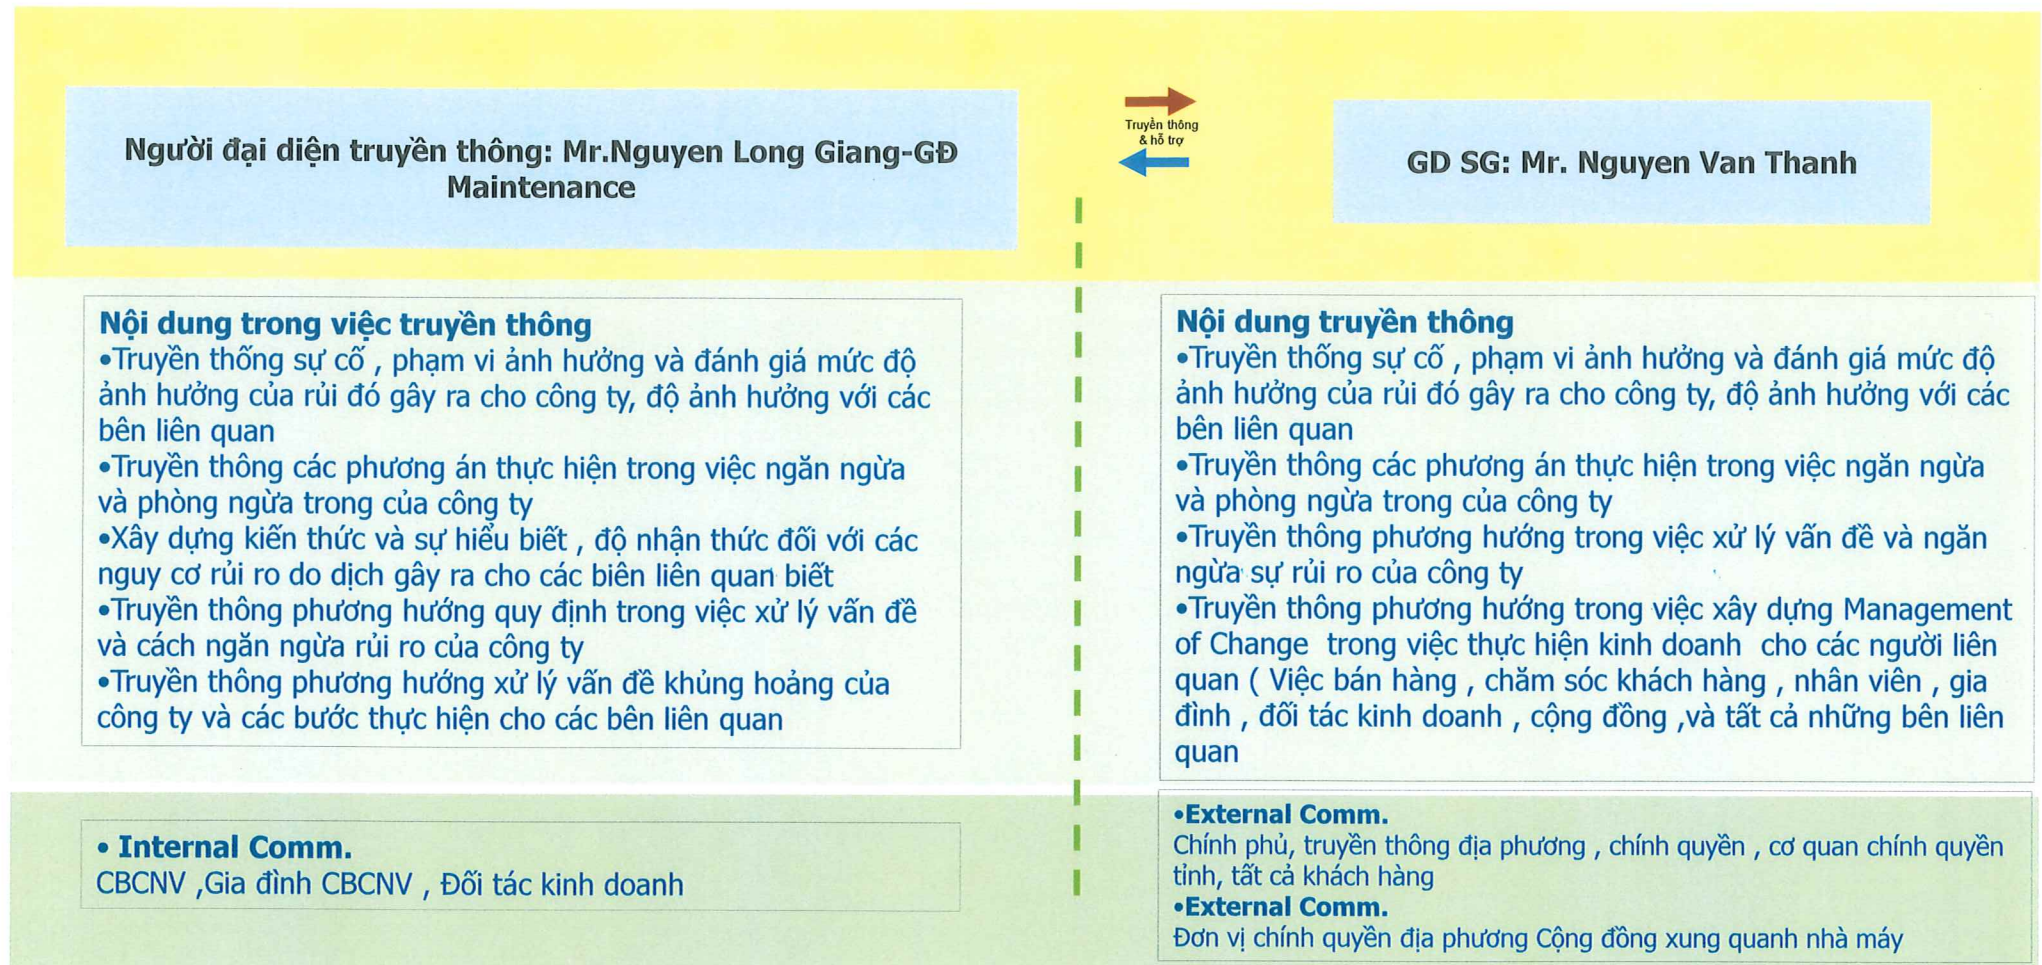 Người đại diện truyền thông: Mr.Nguyen Long Giang-GĐ
Maintenance
Truyền thông
& hỗ trợ
GD SG: Mr. Nguyen Van Thanh
Nội dung trong việc truyền thông
•Truyền thống sự cố , phạm vi ảnh hưởng và đánh giá mức độ
ảnh hưởng của rủi đó gây ra cho công ty, độ ảnh hưởng với các
bên liên quan
•Truyền thông các phương án thực hiện trong việc ngăn ngừa
và phòng ngừa trong của công ty
•Xây dựng kiến thức và sự hiểu biết , độ nhận thức đối với các
nguy cơ rủi ro do dịch gây ra cho các biên liên quan biết
•Truyền thông phương hướng quy định trong việc xử lý vấn đề
và cách ngăn ngừa rủi ro của công ty
•Truyền thông phương hướng xử lý vấn đề khủng hoảng của
công ty và các bước thực hiện cho các bên liên quan
Nội dung truyền thông
•Truyền thống sự cố , phạm vi ảnh hưởng và đánh giá mức độ
ảnh hưởng của rủi đó gây ra cho công ty, độ ảnh hưởng với các
bên liên quan
•Truyền thông các phương án thực hiện trong việc ngăn ngừa
và phòng ngừa trong của công ty
•Truyền thông phương hướng trong việc xử lý vấn đề và ngăn
ngừa sự rủi ro của công ty
•Truyền thông phương hướng trong việc xây dựng Management
of Change trong việc thực hiện kinh doanh cho các người liên
quan ( Việc bán hàng , chăm sóc khách hàng , nhân viên , gia
đình , đối tác kinh doanh , cộng đồng ,và tất cả những bên liên
quan
• Internal Comm.
CBCNV ,Gia đình CBCNV , Đối tác kinh doanh
•External Comm.
Chính phủ, truyền thông địa phương , chính quyền , cơ quan chính quyền
tỉnh, tất cả khách hàng
•External Comm.
Đơn vị chính quyền địa phương Cộng đồng xung quanh nhà máy